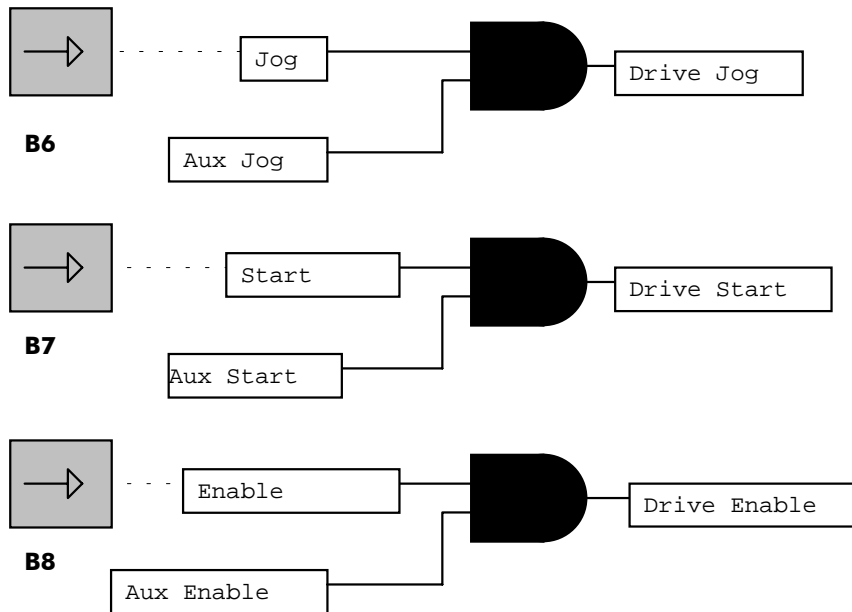 Jog
Drive Jog
B6
Aux Jog
Start
Drive Start
B7
Aux Start
Enable
Drive Enable
B8
Aux Enable